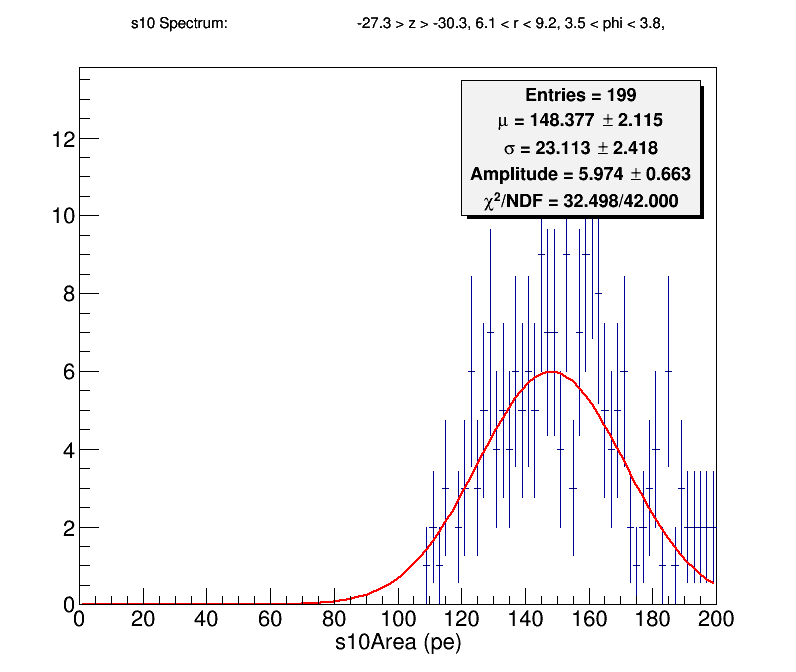 s10 Spectrum: -27.3 > z > -30.3, 6.1 < r < 9.2, 3.5 < phi < 3.8,
Entries = 199
μ = 148.377 ± 2.115
σ = 23.113 ± 2.418
Amplitude = 5.974 ± 0.663
χ²/NDF = 32.498/42.000
12
10
8
6
4
2
0
0 20 40 60 80 100 120 140 160 180 200
s10Area (pe)